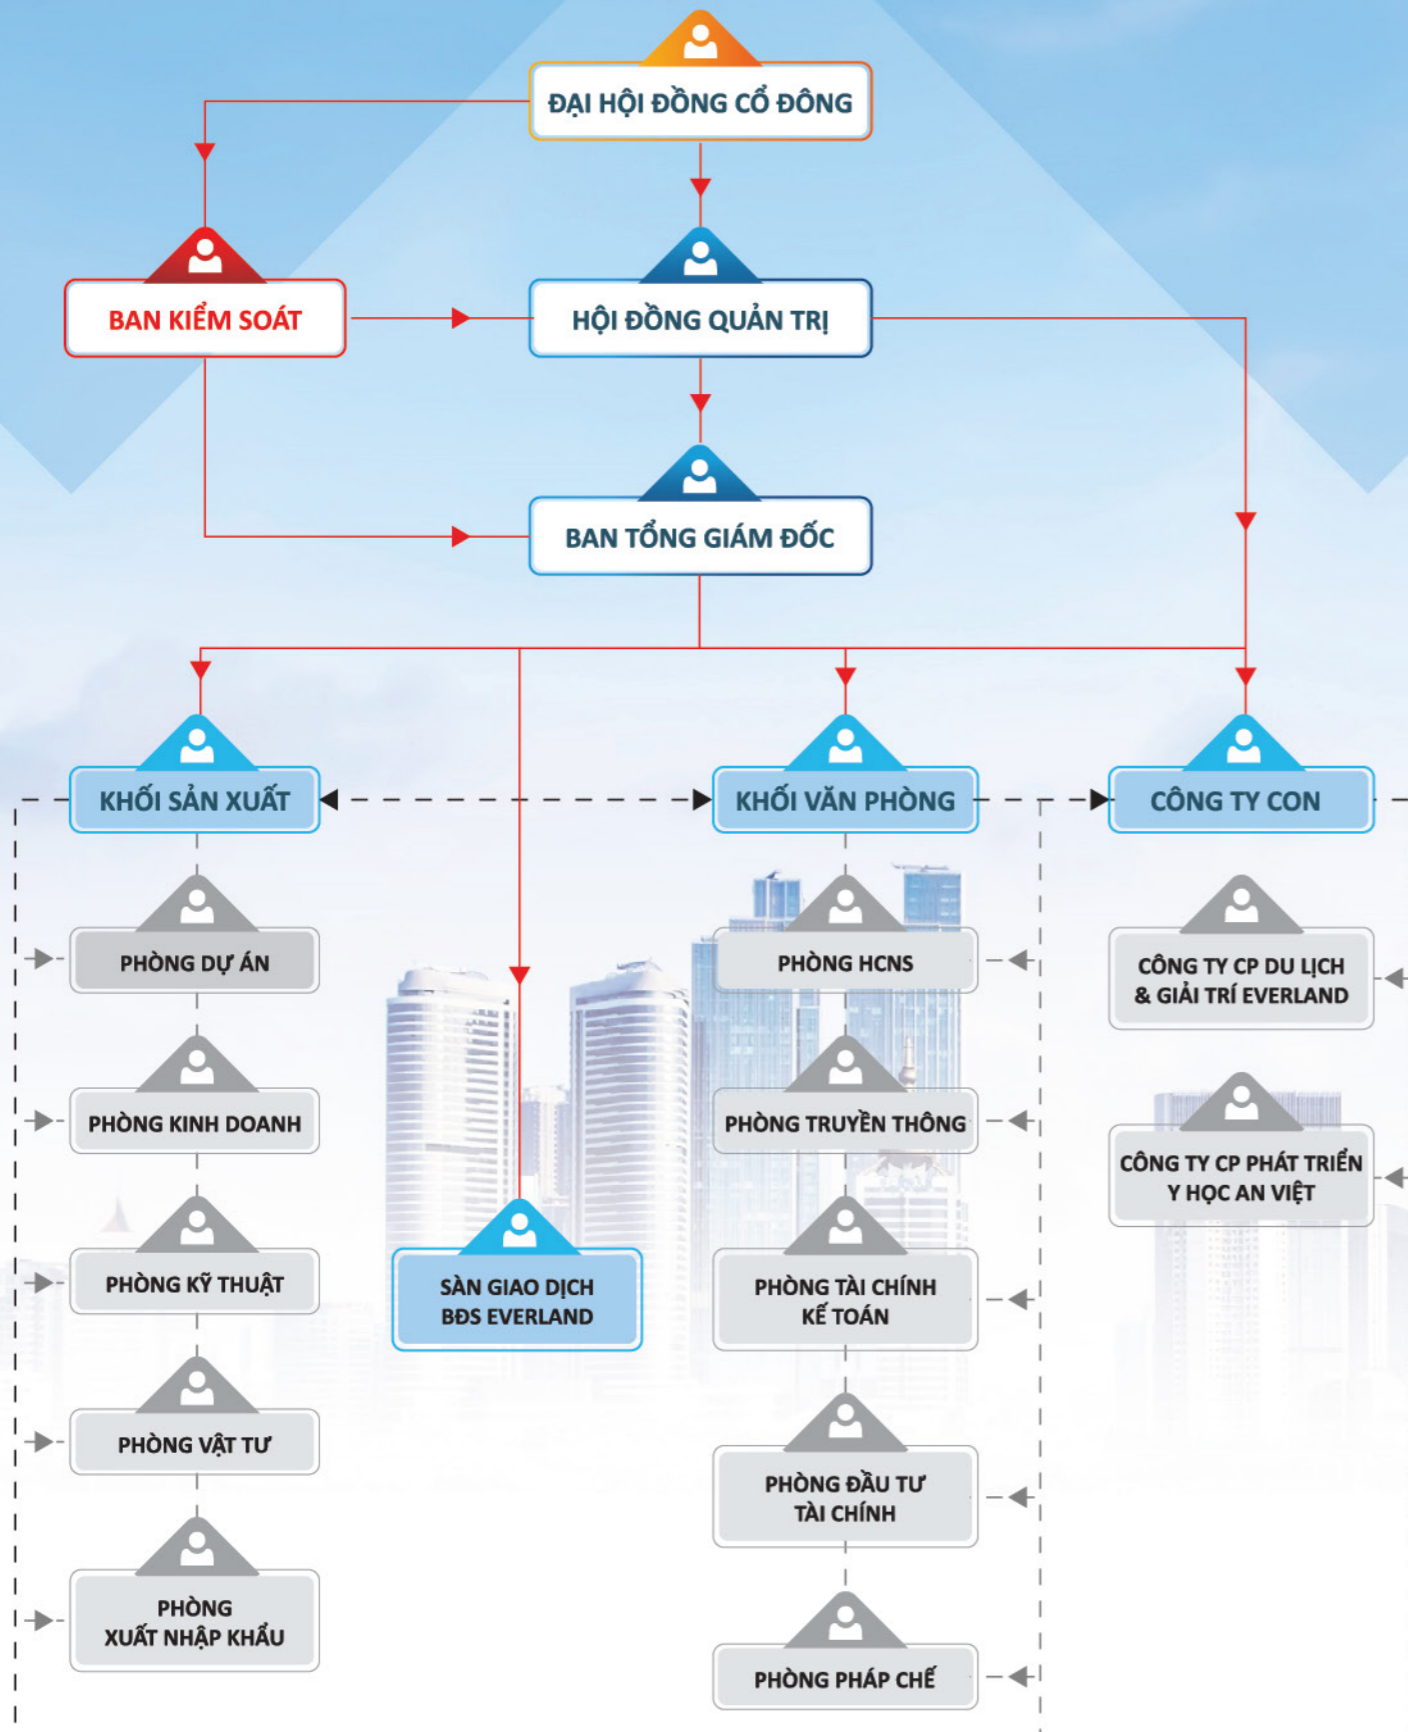 ĐẠI HỘI ĐỒNG CỔ ĐÔNG
BAN KIỂM SOÁT
HỘI ĐỒNG QUẢN TRỊ
BAN TỔNG GIÁM ĐỐC
KHỐI SẢN XUẤT
KHỐI VĂN PHÒNG
CÔNG TY CON
PHÒNG DỰ ÁN
PHÒNG KINH DOANH
PHÒNG KỸ THUẬT
PHÒNG VẬT TƯ
PHÒNG
XUẤT NHẬP KHẨU
SÀN GIAO DỊCH
BĐS EVERLAND
PHÒNG HCNS
PHÒNG TRUYỀN THÔNG
PHÒNG TÀI CHÍNH
KẾ TOÁN
PHÒNG ĐẦU TƯ
TÀI CHÍNH
PHÒNG PHÁP CHẾ
CÔNG TY CP DU LỊCH
& GIẢI TRÍ EVERLAND
CÔNG TY CP PHÁT TRIỂN
Y HỌC AN VIỆT